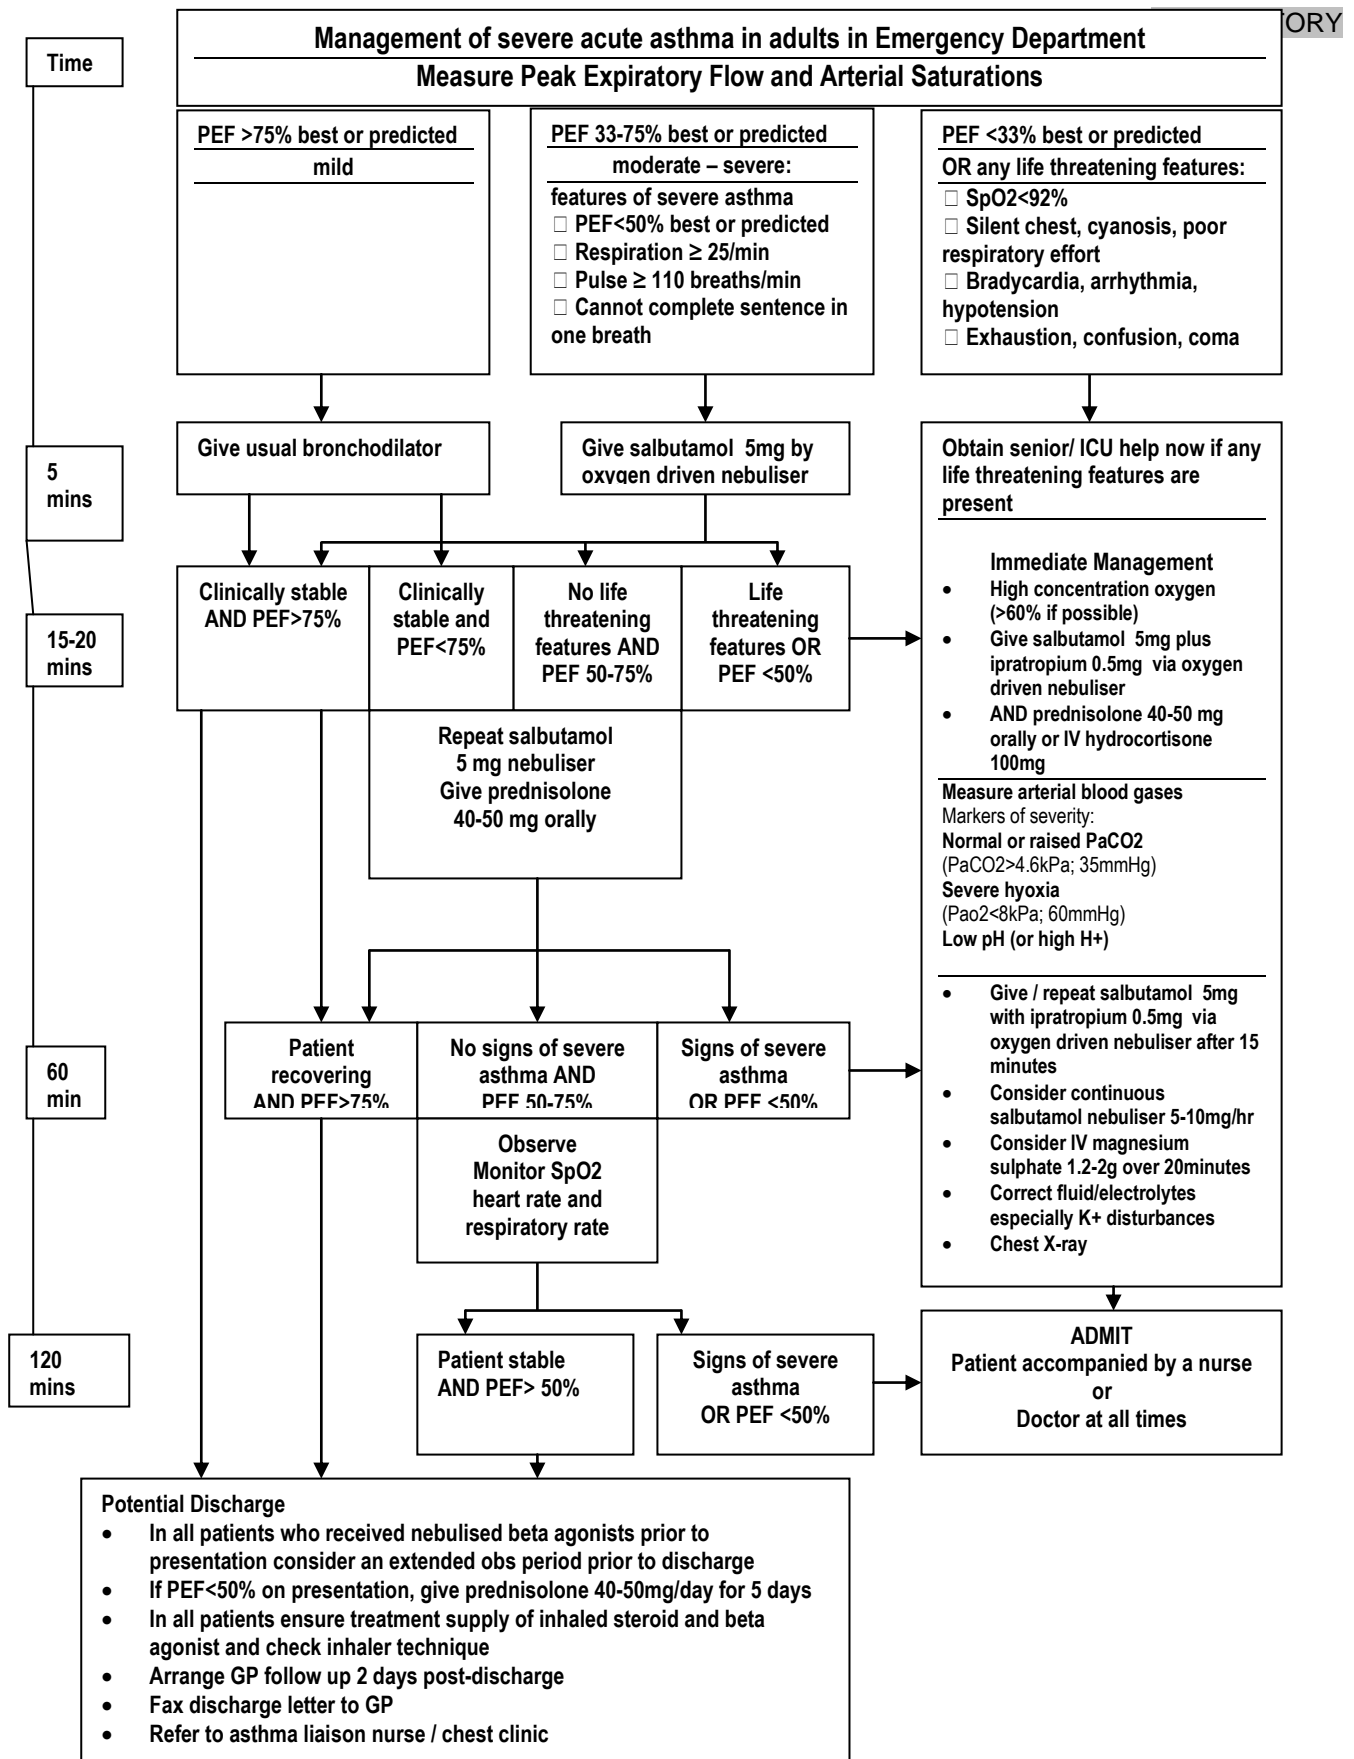 ORY
Management of severe acute asthma in adults in Emergency Department
Measure Peak Expiratory Flow and Arterial Saturations
Time
PEF >75% best or predicted
mild
PEF 33-75% best or predicted
moderate – severe:
features of severe asthma
□ PEF<50% best or predicted
□ Respiration ≥ 25/min
□ Pulse ≥ 110 breaths/min
□ Cannot complete sentence in
one breath
PEF <33% best or predicted
OR any life threatening features:
□ SpO2<92%
□ Silent chest, cyanosis, poor
respiratory effort
□ Bradycardia, arrhythmia,
hypotension
□ Exhaustion, confusion, coma
5
mins
Give usual bronchodilator
Give salbutamol 5mg by
oxygen driven nebuliser
Obtain senior/ ICU help now if any
life threatening features are
present
Immediate Management
• High concentration oxygen
(>60% if possible)
• Give salbutamol 5mg plus
ipratropium 0.5mg via oxygen
driven nebuliser
• AND prednisolone 40-50 mg
orally or IV hydrocortisone
100mg
Measure arterial blood gases
Markers of severity:
Normal or raised PaCO2
(PaCO2>4.6kPa; 35mmHg)
Severe hyoxia
(Pao2<8kPa; 60mmHg)
Low pH (or high H+)
• Give / repeat salbutamol 5mg
with ipratropium 0.5mg via
oxygen driven nebuliser after 15
minutes
• Consider continuous
salbutamol nebuliser 5-10mg/hr
• Consider IV magnesium
sulphate 1.2-2g over 20minutes
• Correct fluid/electrolytes
especially K+ disturbances
• Chest X-ray
15-20
mins
Clinically stable
AND PEF>75%
Clinically
stable and
PEF<75%
No life
threatening
features AND
PEF 50-75%
Life
threatening
features OR
PEF <50%
Repeat salbutamol
5 mg nebuliser
Give prednisolone
40-50 mg orally
60
min
Patient
recovering
AND PEF>75%
No signs of severe
asthma AND
PEF 50-75%
Signs of severe
asthma
OR PEF <50%
Observe
Monitor SpO2
heart rate and
respiratory rate
120
mins
Patient stable
AND PEF> 50%
Signs of severe
asthma
OR PEF <50%
ADMIT
Patient accompanied by a nurse
or
Doctor at all times
Potential Discharge
• In all patients who received nebulised beta agonists prior to
presentation consider an extended obs period prior to discharge
• If PEF<50% on presentation, give prednisolone 40-50mg/day for 5 days
• In all patients ensure treatment supply of inhaled steroid and beta
agonist and check inhaler technique
• Arrange GP follow up 2 days post-discharge
• Fax discharge letter to GP
• Refer to asthma liaison nurse / chest clinic